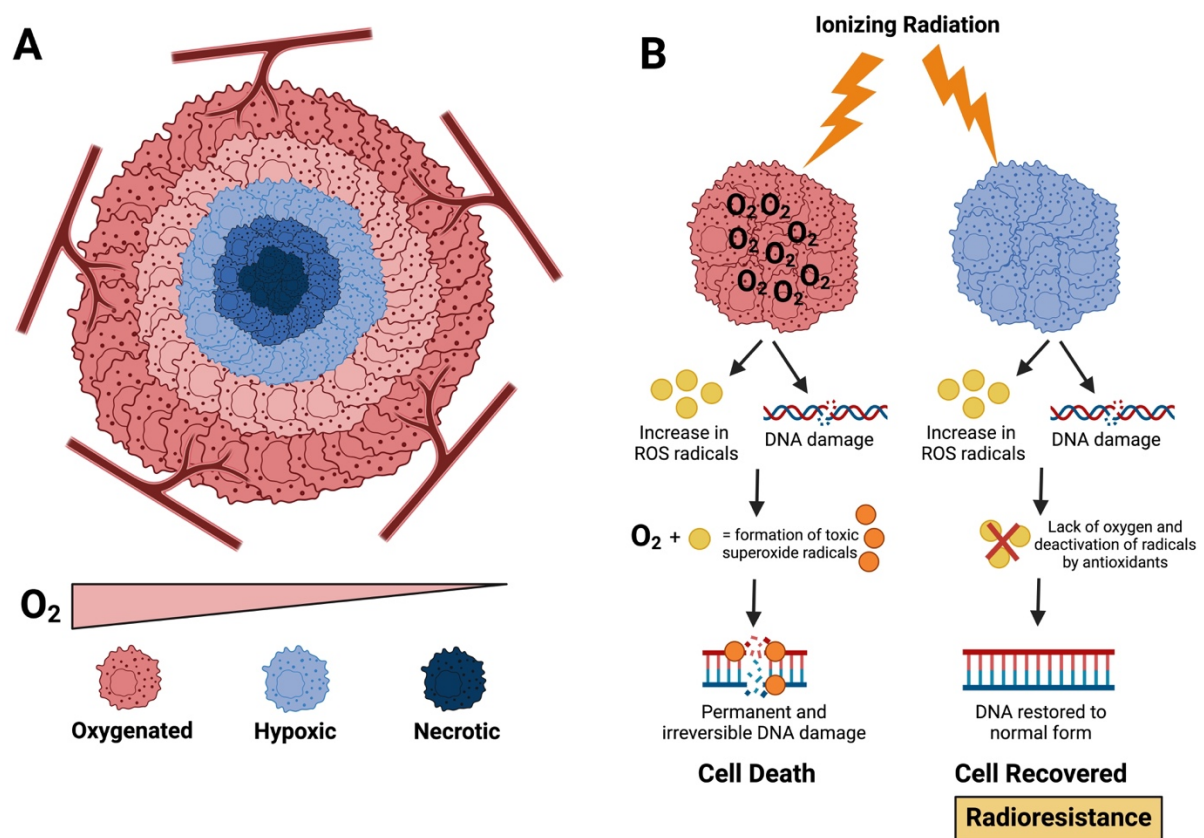 A
O₂
Oxygenated
Hypoxic
Necrotic
B
Ionizing Radiation
O₂ O₂
O₂ O₂
O₂
O₂ O₂
O₂
Increase in
ROS radicals
DNA damage
O₂ +
= formation of toxic
superoxide radicals
Permanent and
irreversible DNA damage
Cell Death
Increase in
ROS radicals
DNA damage
Lack of oxygen and
deactivation of radicals
by antioxidants
DNA restored to
normal form
Cell Recovered
Radioresistance